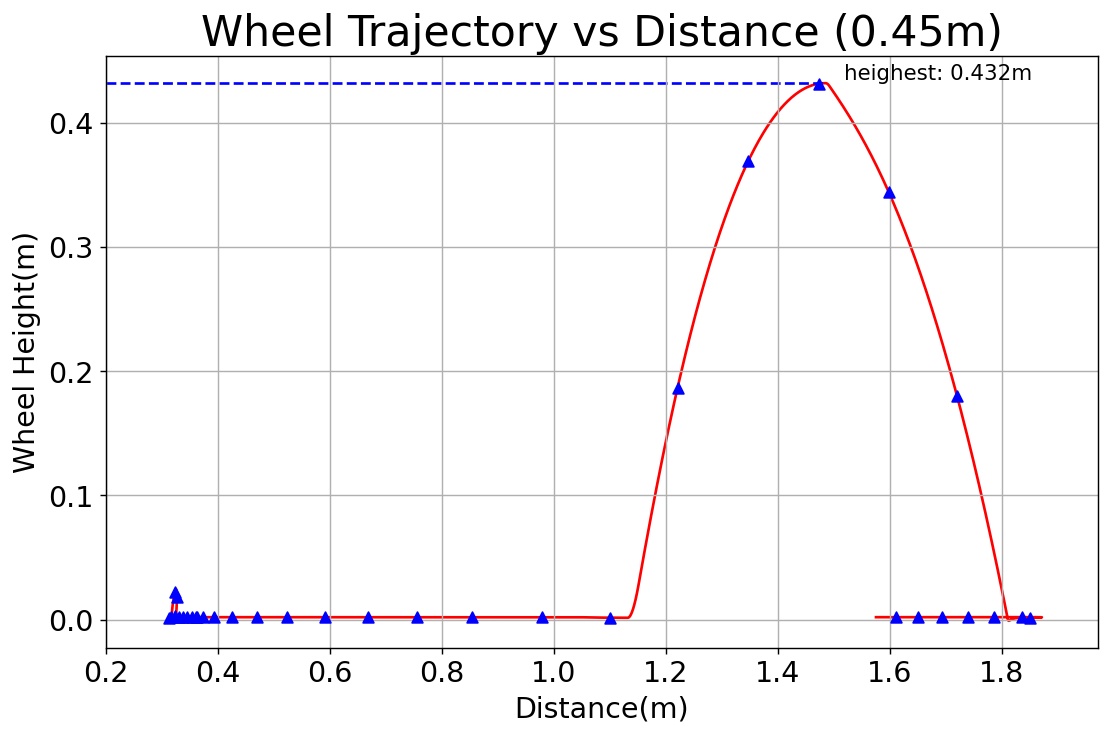 Wheel Trajectory vs Distance (0.45m)
heighest: 0.432m
Wheel Height(m)
0.4
0.3
0.2
0.1
0.0
0.2 0.4 0.6 0.8 1.0 1.2 1.4 1.6 1.8
Distance(m)